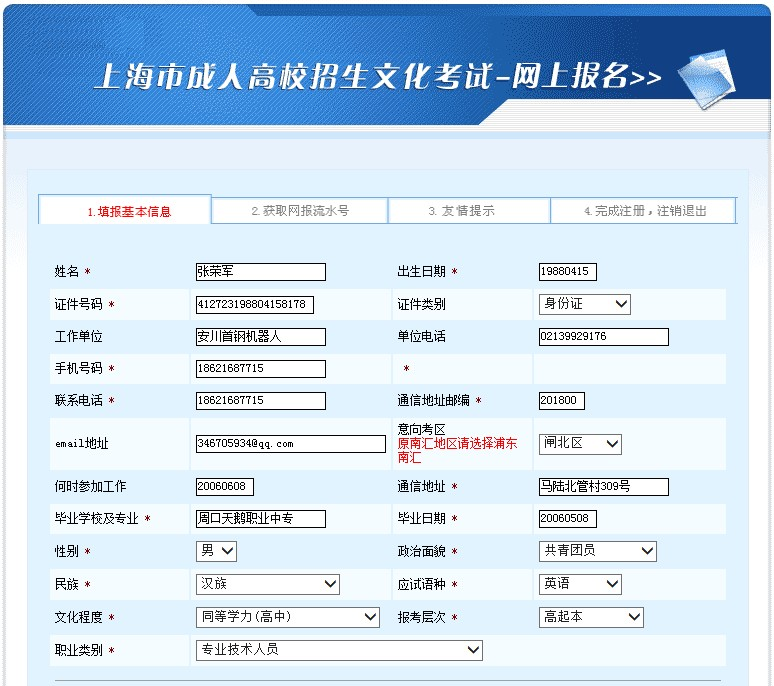 上海市成人高校招生文化考试-网上报名>>
1.填报基本信息 2.获取网报流水号 3.友情提示 4.完成注册，注销退出
姓名 * 张荣军 出生日期 * 19880415
证件号码 * 412723198804158178 证件类别 身份证
工作单位 安川首钢机器人 单位电话 02139929176
手机号码 * 18621687715 *
联系电话 * 18621687715 通信地址邮编 * 201800
email地址 346705934@qq.com 意向考区 闸北区
原南汇地区请选择浦东
南汇
何时参加工作 20060608 通信地址 * 马陆北管村309号
毕业学校及专业 * 周口天鹅职业中专 毕业日期 * 20060508
性别 * 男 政治面貌 * 共青团员
民族 * 汉族 应试语种 * 英语
文化程度 * 同等学力(高中) 报考层次 * 高起本
职业类别 * 专业技术人员